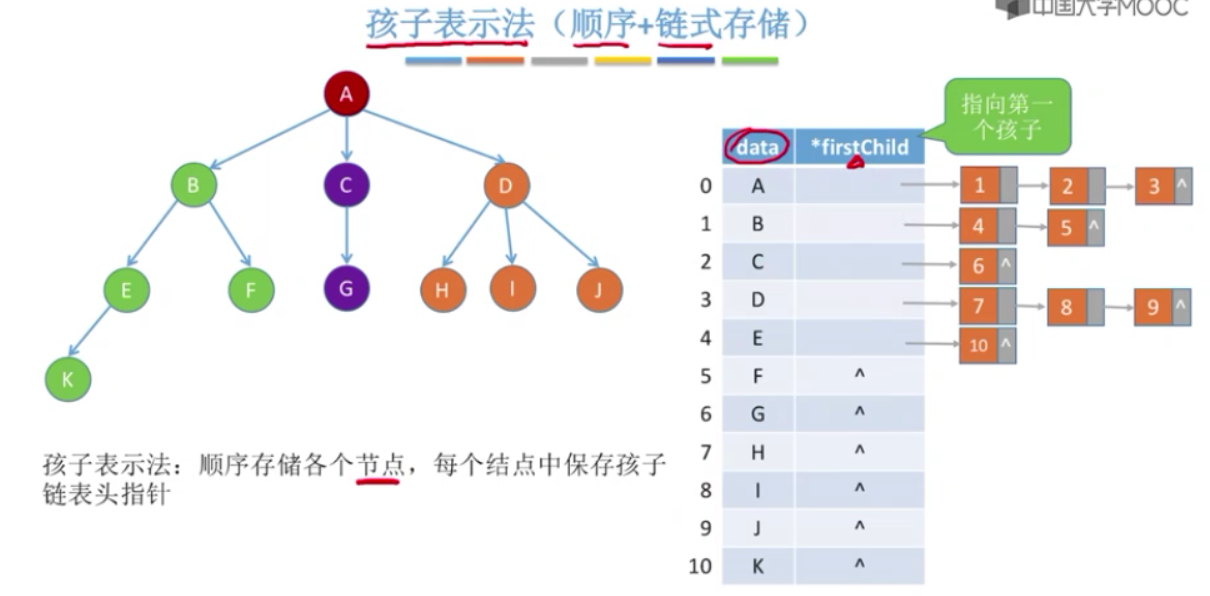 中国大学MOOC
孩子表示法（顺序+链式存储）
A
B
C
D
E
F
G
H
I
J
K
孩子表示法：顺序存储各个节点，每个结点中保存孩子
链表头指针
指向第一
个孩子
data *firstChild
0 A 1 2 3 ^
1 B 4 5 ^
2 C 6 ^
3 D 7 8 9 ^
4 E 10 ^
5 F ^
6 G ^
7 H ^
8 I ^
9 J ^
10 K ^